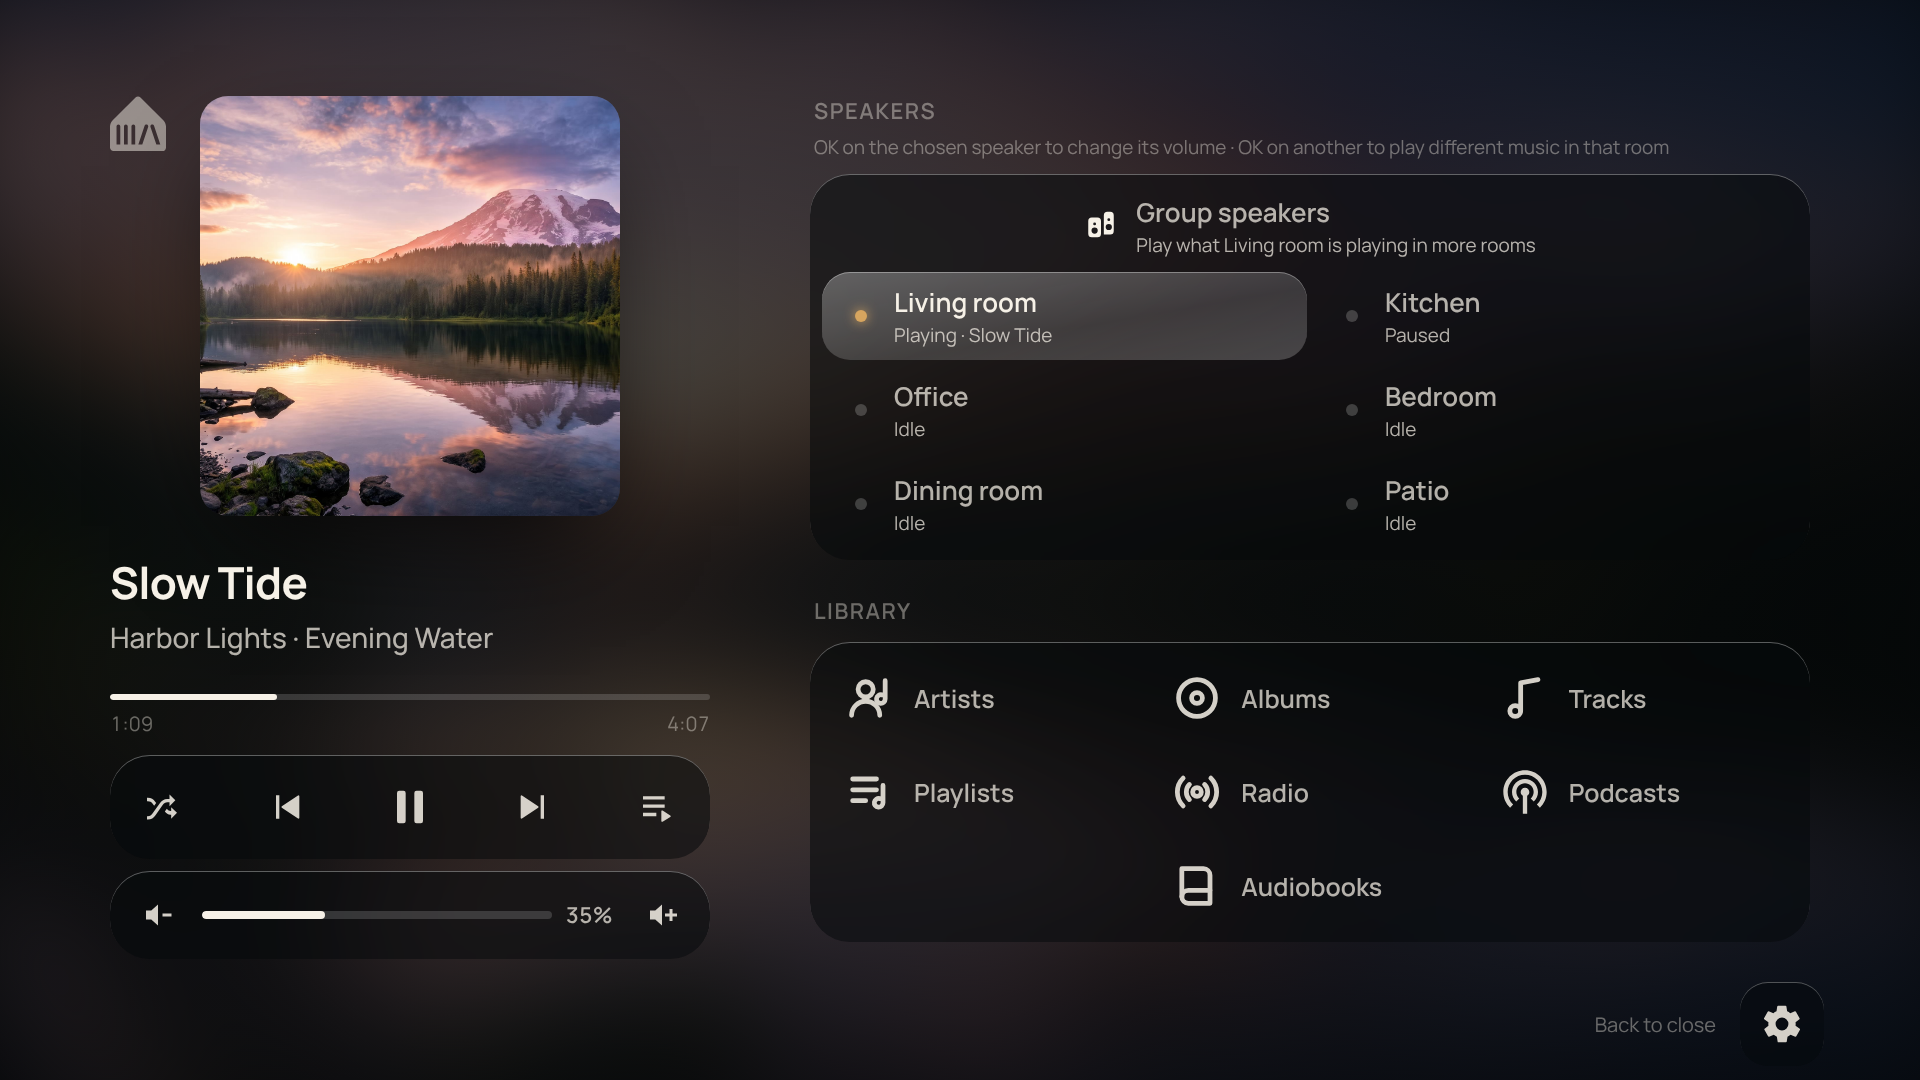 SPEAKERS
OK on the chosen speaker to change its volume · OK on another to play different music in that room
Group speakers
Play what Living room is playing in more rooms
Living room
Playing · Slow Tide
Kitchen
Paused
Office
Idle
Bedroom
Idle
Dining room
Idle
Patio
Idle
Slow Tide
Harbor Lights · Evening Water
1:09
4:07
35%
LIBRARY
Artists
Albums
Tracks
Playlists
Radio
Podcasts
Audiobooks
Back to close